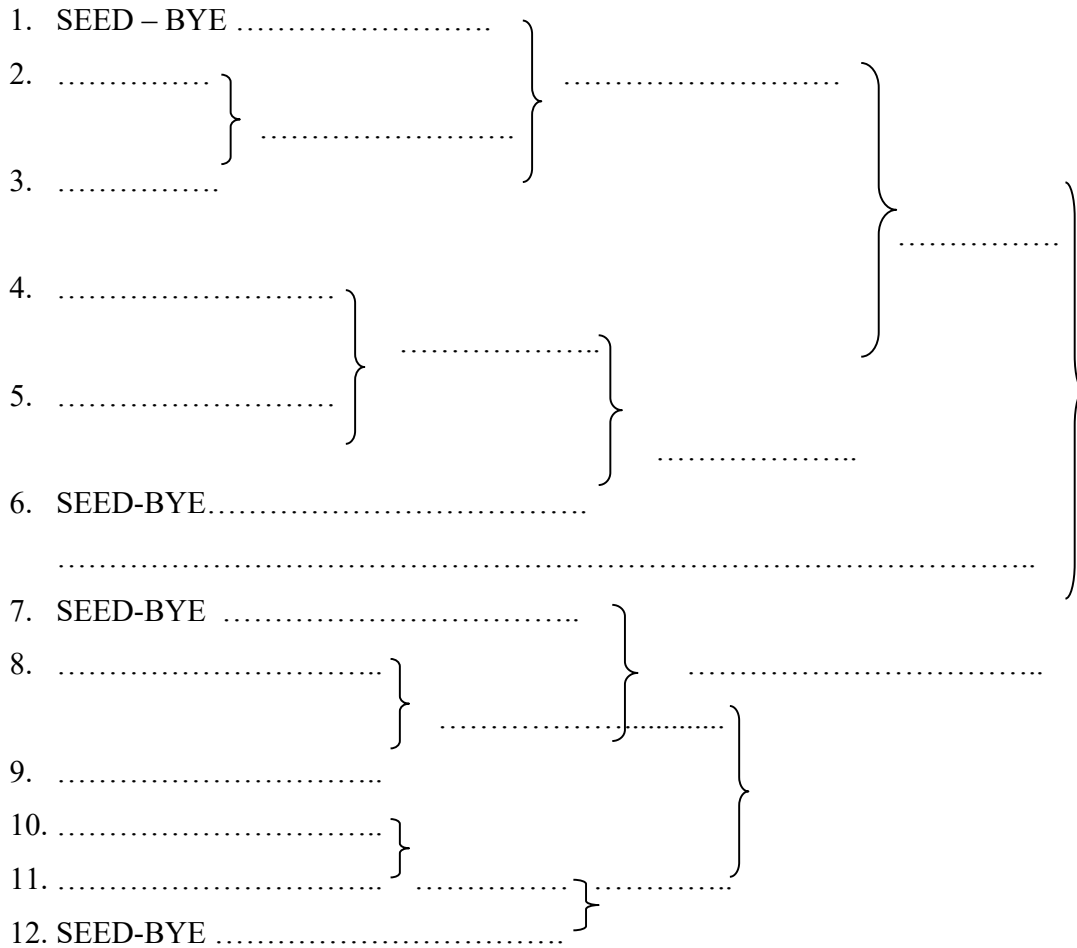 1. SEED – BYE …………………….
2. ……………
……………………… …………………….
3. …………….
…………….
4. ………………………
………………..
5. ………………………
………………..
6. SEED-BYE……………………………….
…………………………………………………………………………………..
7. SEED-BYE ……………………………..
8. ………………………….. ……………………………..
………………..........
9. …………………………..
10. …………………………..
11. ………………………….. …………… …………..
12. SEED-BYE …………………………….